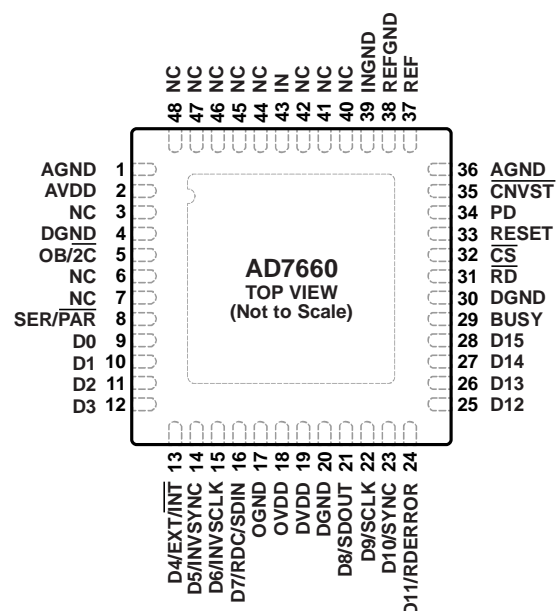 48 NC
47 NC
46 NC
45 NC
44 NC
43 IN
42 NC
41 NC
40 NC
39 INGND
38 REFGND
37 REF
AGND 1
AVDD 2
NC 3
DGND 4
OB/2C 5
NC 6
NC 7
SER/PAR 8
D0 9
D1 10
D2 11
D3 12
AD7660
TOP VIEW
(Not to Scale)
36 AGND
35 CNVST
34 PD
33 RESET
32 CS
31 RD
30 DGND
29 BUSY
28 D15
27 D14
26 D13
25 D12
D4/EXT/INT 13
D5/INVSYNC 14
D6/INVSCLK 15
D7/RDC/SDIN 16
OGND 17
OVDD 18
DVDD 19
DGND 20
D8/SDOUT 21
D9/SCLK 22
D10/SYNC 23
D11/RDERROR 24